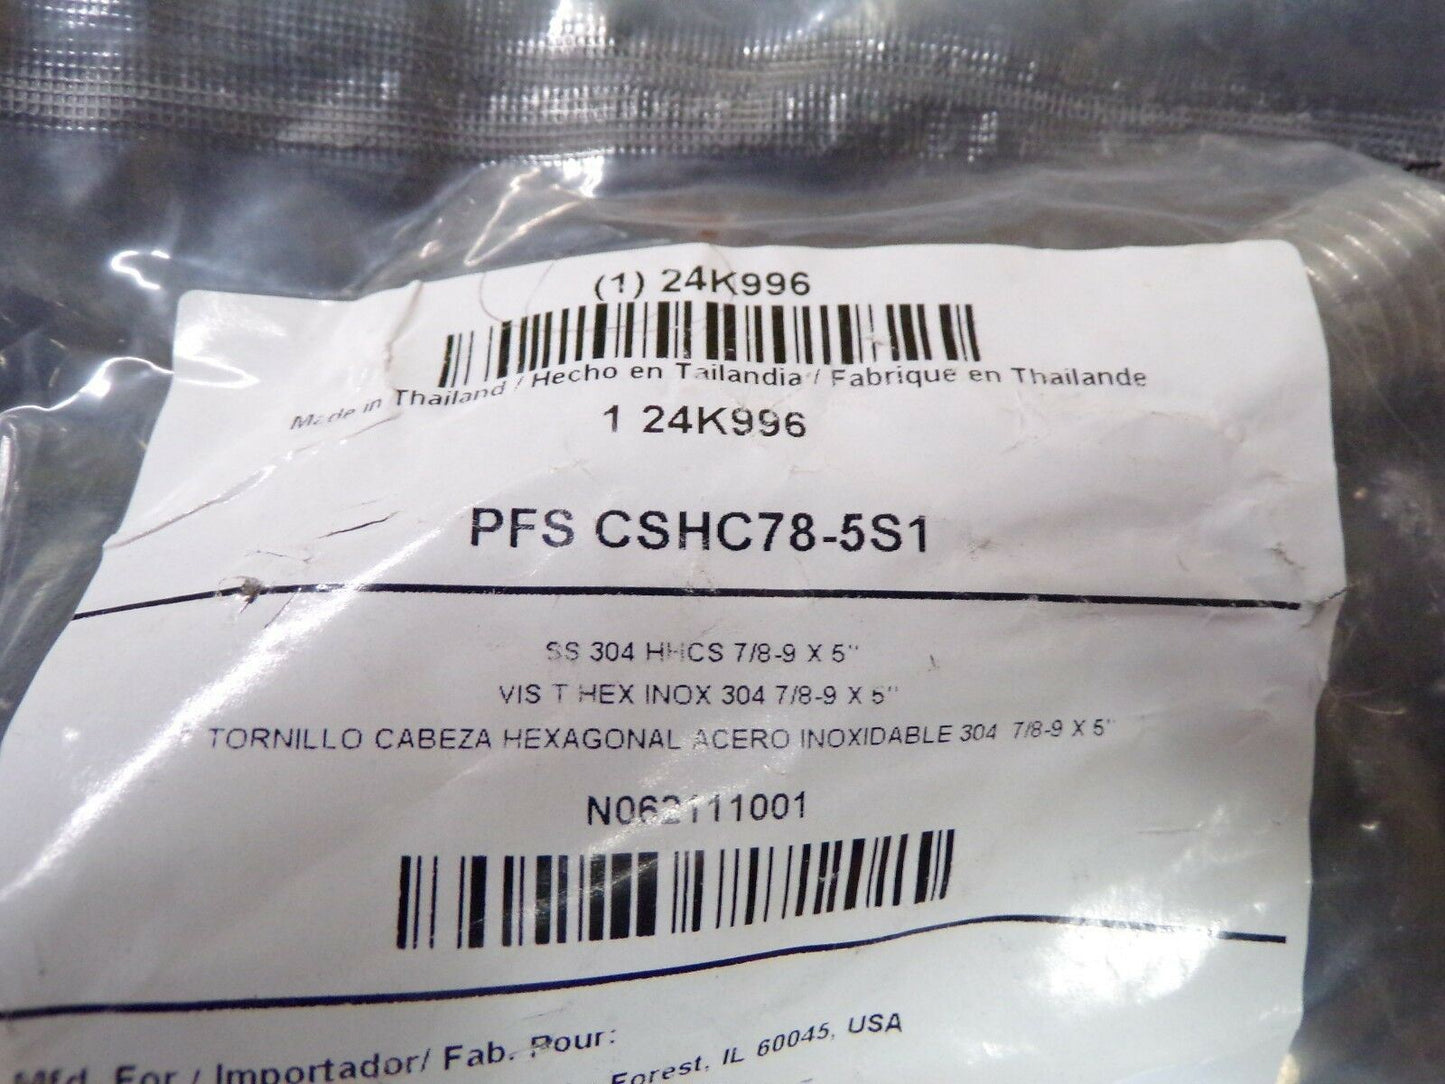 (1) 24K996
Made in Thailand / Hecho en Tailandia / Fabrique en Thailande
1 24K996
PFS CSHC78-5S1
SS 304 HHCS 7/8-9 X 5"
VIS T HEX INOX 304 7/8-9 X 5"
TORNILLO CABEZA HEXAGONAL ACERO INOXIDABLE 304 7/8-9 X 5"
N062111001
Mfd. For / Importador/ Fab. Pour:
Forest, IL 60045, USA